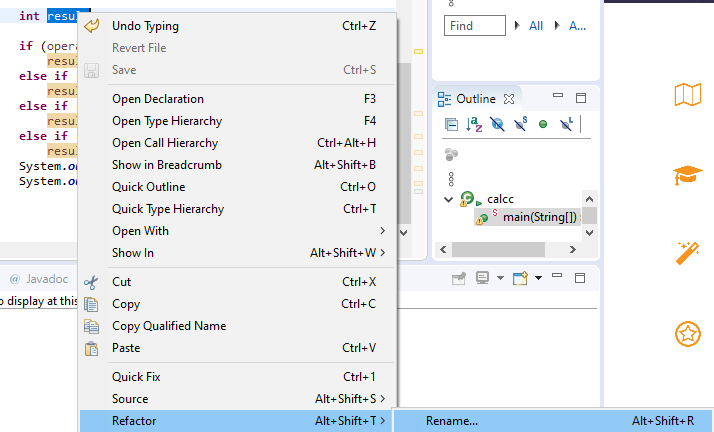 int resul
if (opera
resul
else if
resul
else if
resul
else if
resul
System.ou
System.ou
@ Javadoc
o display at this
Undo Typing Ctrl+Z
Revert File
Save Ctrl+S
Open Declaration F3
Open Type Hierarchy F4
Open Call Hierarchy Ctrl+Alt+H
Show in Breadcrumb Alt+Shift+B
Quick Outline Ctrl+O
Quick Type Hierarchy Ctrl+T
Open With
Show In Alt+Shift+W
Cut Ctrl+X
Copy Ctrl+C
Copy Qualified Name
Paste Ctrl+V
Quick Fix Ctrl+1
Source Alt+Shift+S
Refactor Alt+Shift+T
Rename... Alt+Shift+R
Find All A...
Outline
calcc
main(String[])